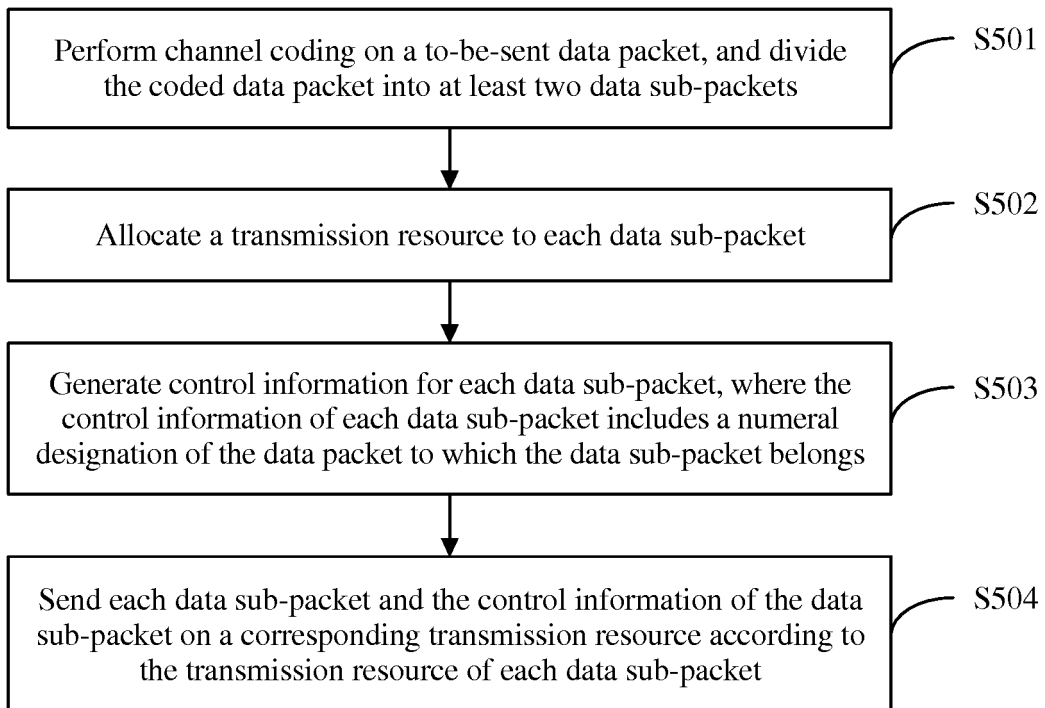 Perform channel coding on a to-be-sent data packet, and divide
the coded data packet into at least two data sub-packets
S501
Allocate a transmission resource to each data sub-packet
S502
Generate control information for each data sub-packet, where the
control information of each data sub-packet includes a numeral
designation of the data packet to which the data sub-packet belongs
S503
Send each data sub-packet and the control information of the data
sub-packet on a corresponding transmission resource according to
the transmission resource of each data sub-packet
S504